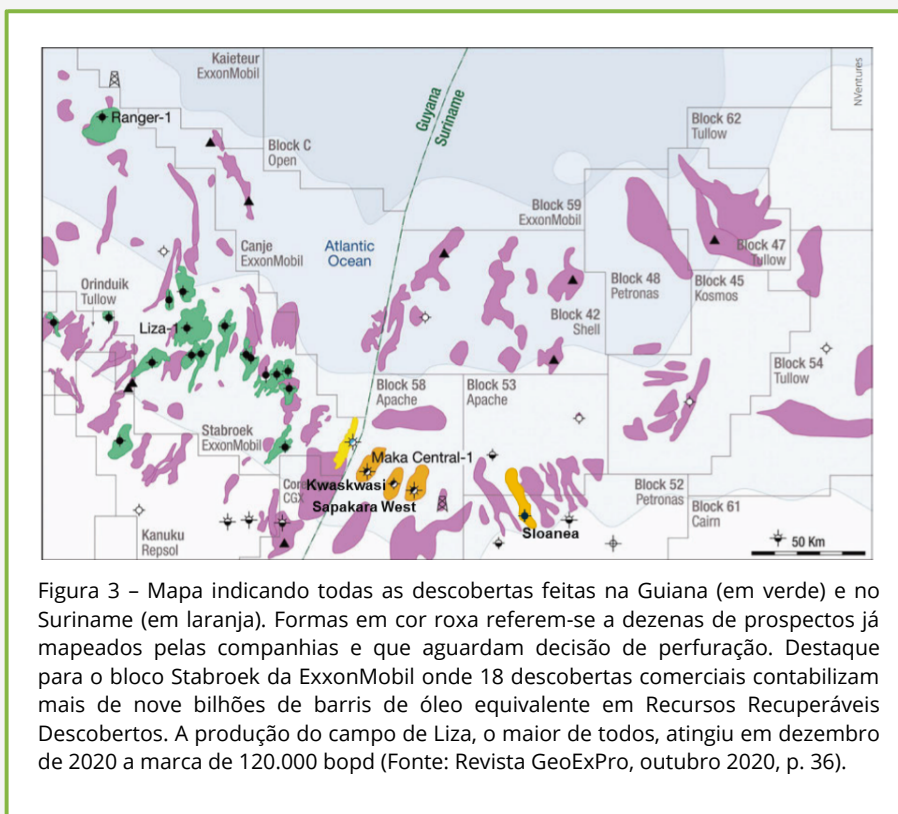 Kaieteur
ExxonMobil
NVentures
Guyana
Suriname
Block 62
Tullow
Ranger-1
Block C
Open
Block 59
ExxonMobil
Canje
ExxonMobil
Atlantic
Ocean
Block 47
Tullow
Orinduik
Tullow
Block 48
Petronas
Block 45
Kosmos
Liza-1
Block 42
Shell
Block 54
Tullow
Block 58
Apache
Block 53
Apache
Stabroek
ExxonMobil
Maka Central-1
CGX
Kwaskwasi
Sapakara West
Block 52
Petronas
Block 61
Cairn
Sloanea
Kanuku
Repsol
50 Km
Figura 3 – Mapa indicando todas as descobertas feitas na Guiana (em verde) e no
Suriname (em laranja). Formas em cor roxa referem-se a dezenas de prospectos já
mapeados pelas companhias e que aguardam decisão de perfuração. Destaque
para o bloco Stabroek da ExxonMobil onde 18 descobertas comerciais contabilizam
mais de nove bilhões de barris de óleo equivalente em Recursos Recuperáveis
Descobertos. A produção do campo de Liza, o maior de todos, atingiu em dezembro
de 2020 a marca de 120.000 bopd (Fonte: Revista GeoExPro, outubro 2020, p. 36).